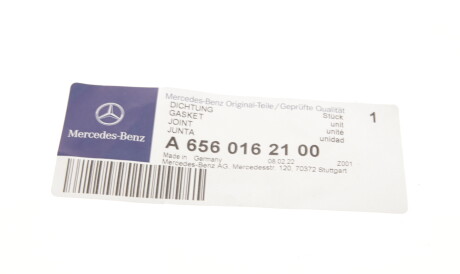 Mercedes-Benz
Mercedes-Benz Original-Teile / Geprüfte Qualität
DICHTUNG Stück 1
GASKET unit
JOINT unite
JUNTA unidad
A 656 016 21 00
Made in Germany 08.02.22 2001
Mercedes-Benz AG, Mercedesstr. 120, 70372 Stuttgart